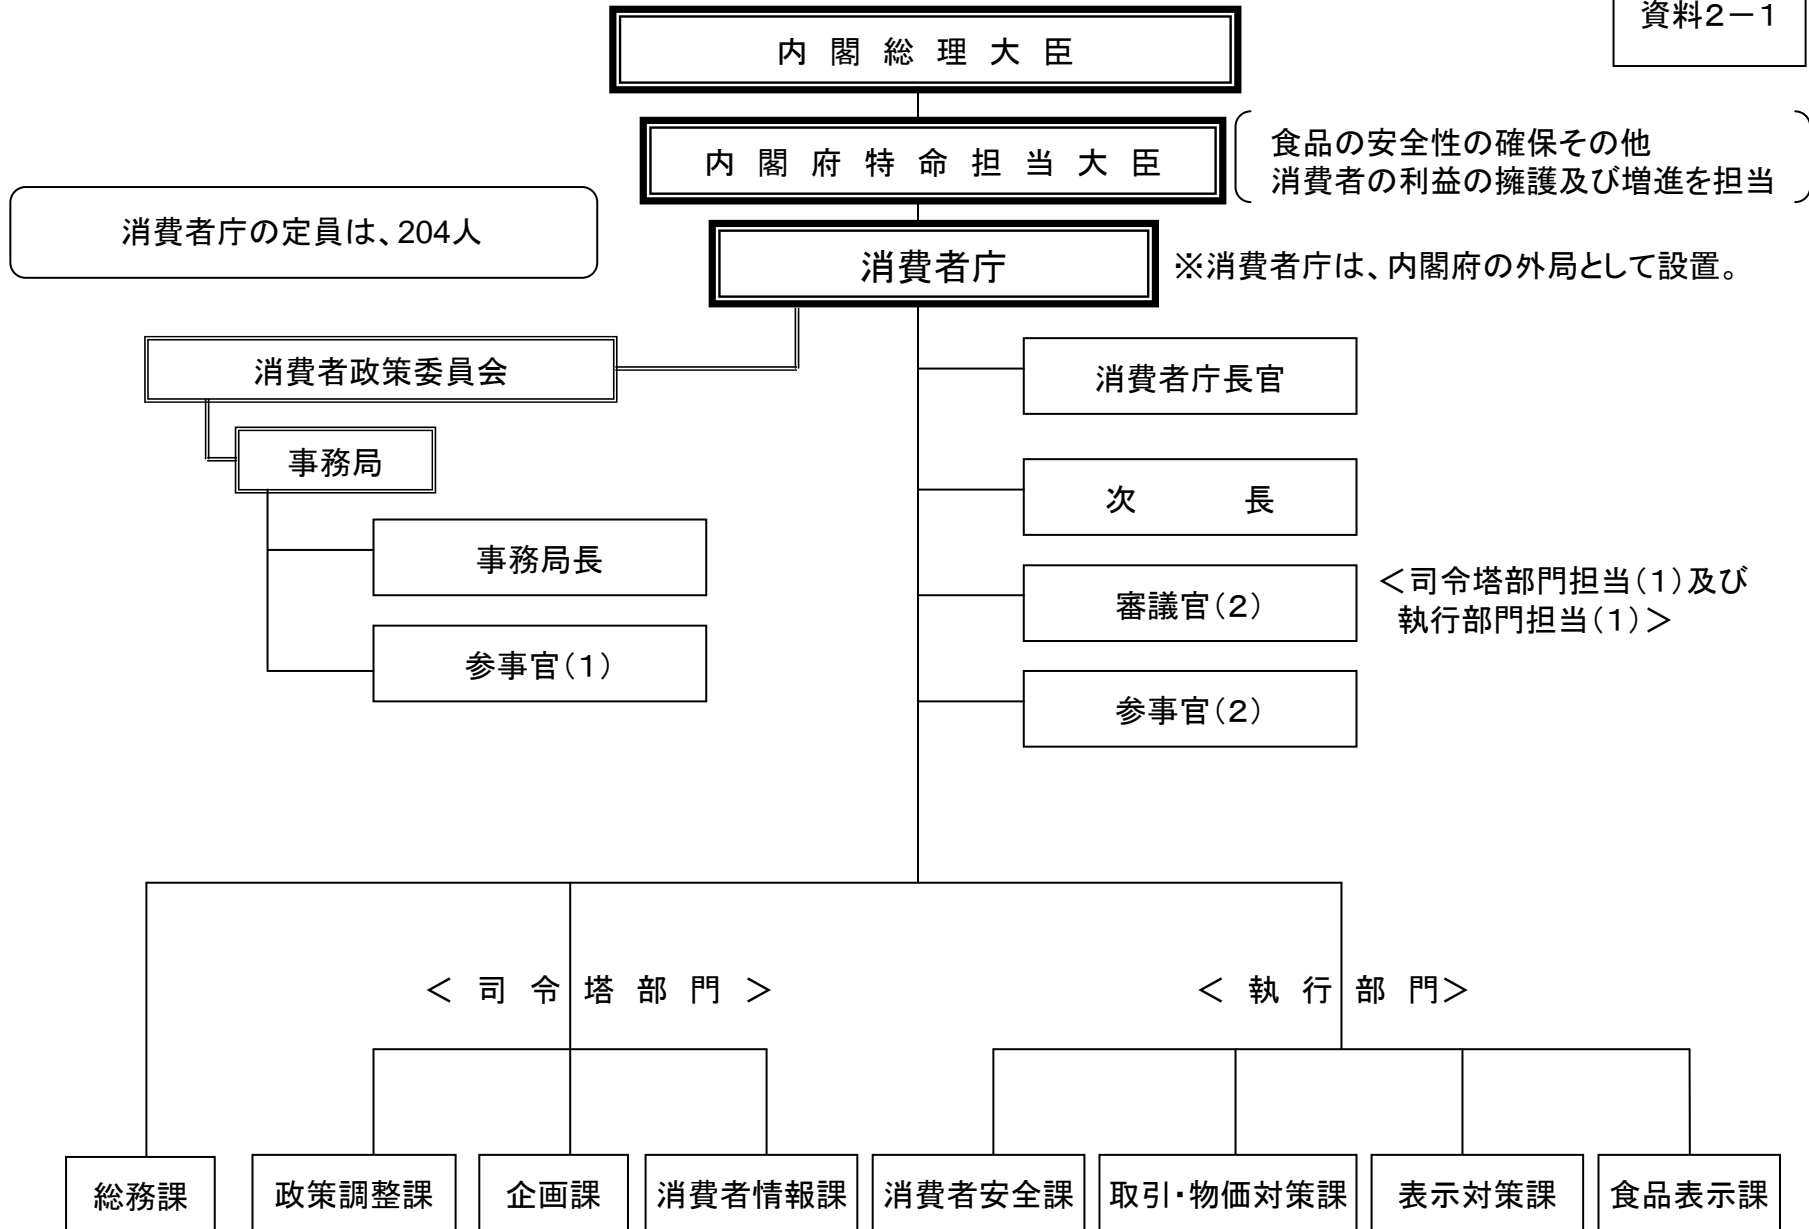 資料2-1
内閣総理大臣
内閣府特命担当大臣
食品の安全性の確保その他
消費者の利益の擁護及び増進を担当
消費者庁の定員は、204人
消費者庁
※消費者庁は、内閣府の外局として設置。
消費者政策委員会
事務局
事務局長
参事官(1)
消費者庁長官
次 長
審議官(2)
<司令塔部門担当(1)及び
執行部門担当(1)>
参事官(2)
<司令塔部門>
<執行部門>
総務課
政策調整課
企画課
消費者情報課
消費者安全課
取引・物価対策課
表示対策課
食品表示課